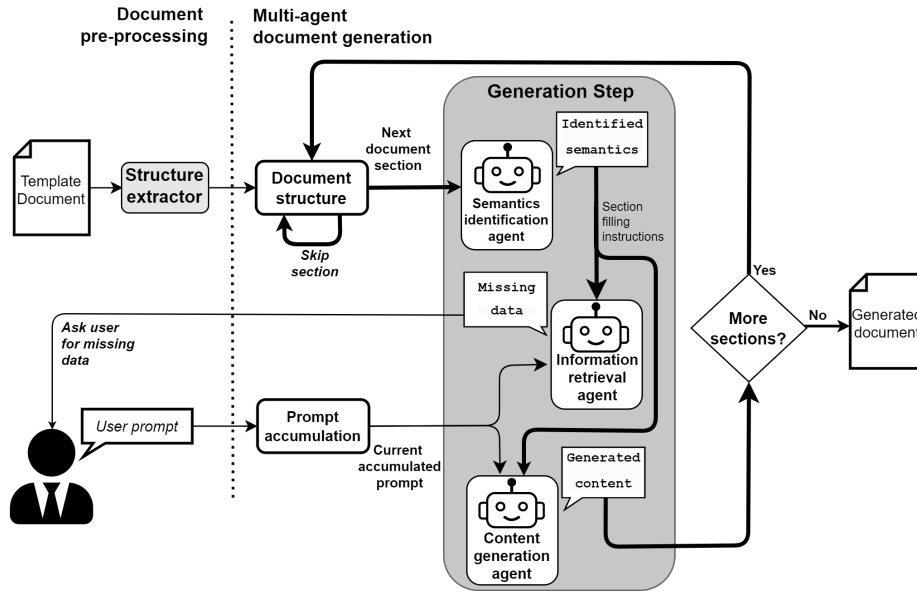 Document
pre-processing
Multi-agent
document generation
Generation Step
Template
Document
Structure
extractor
Document
structure
Skip
section
Next
document
section
Identified
semantics
Semantics
identification
agent
Section
filling
instructions
Missing
data
Information
retrieval
agent
Ask user
for missing
data
User prompt
Prompt
accumulation
Current
accumulated
prompt
Generated
content
Content
generation
agent
More
sections?
Yes
No
Generated
document